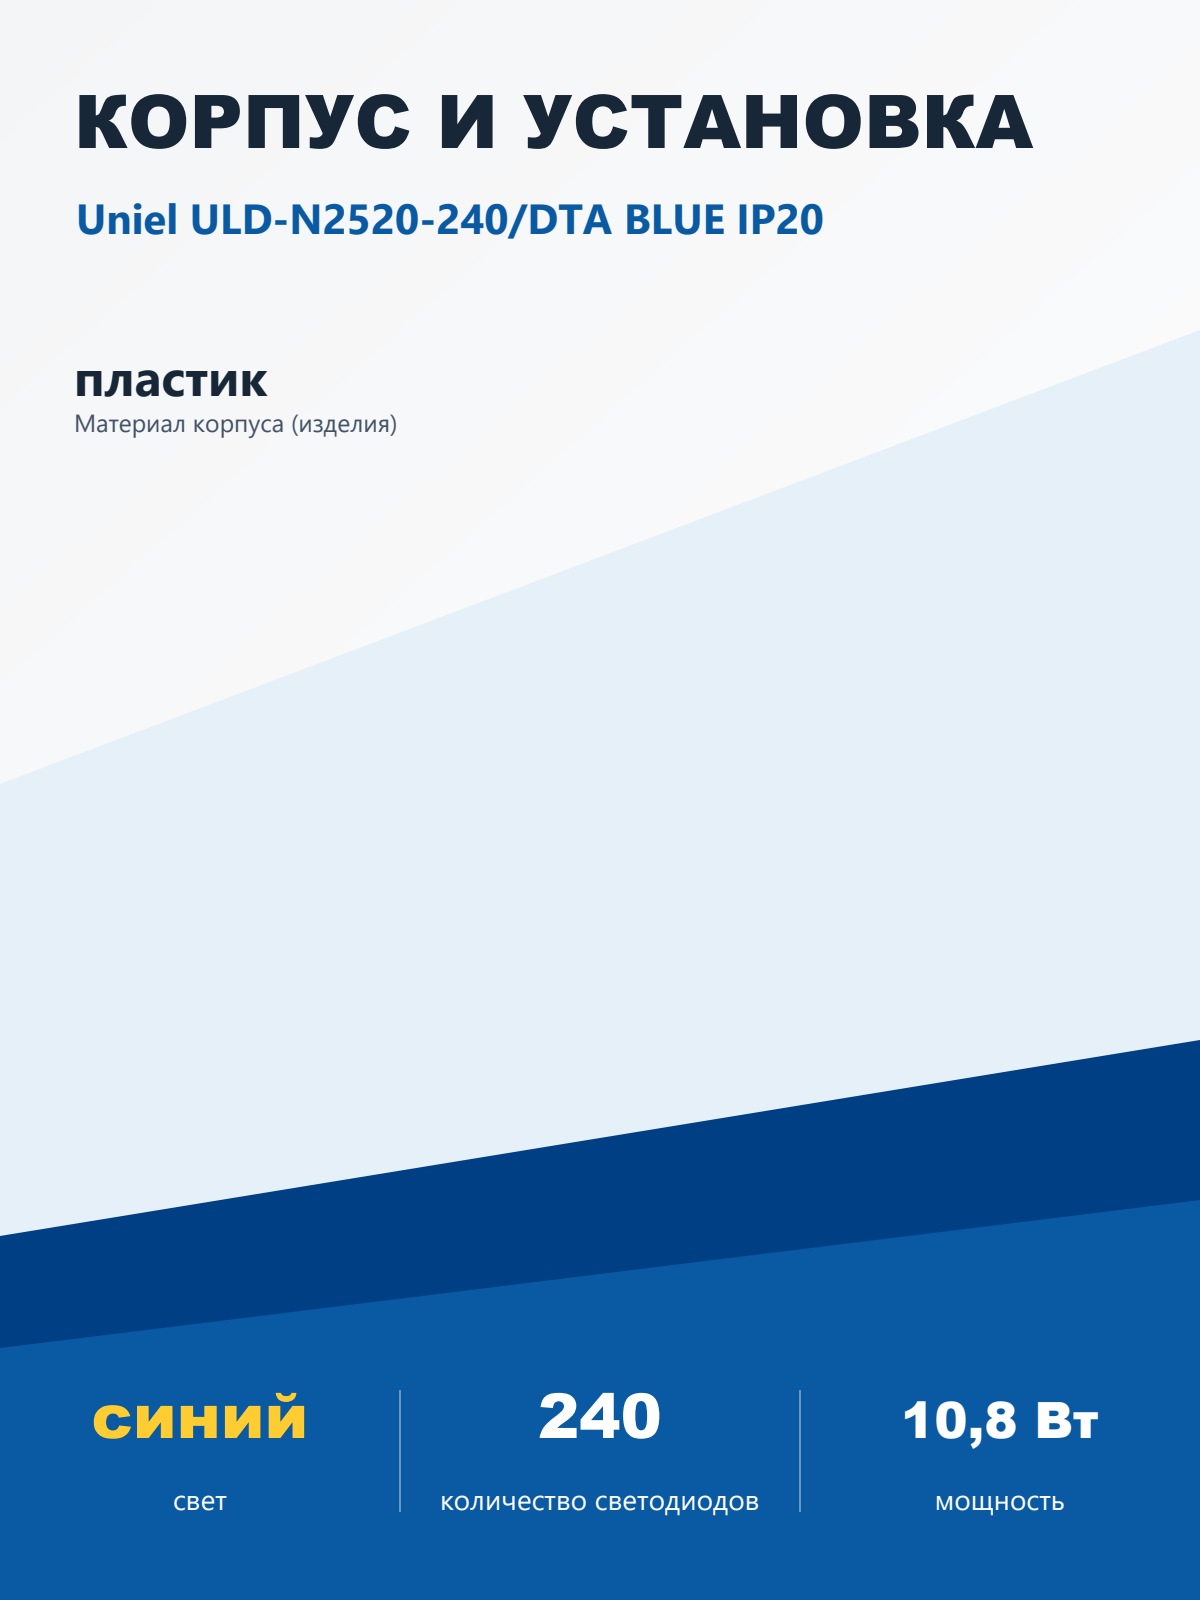 КОРПУС И УСТАНОВКА
Uniel ULD-N2520-240/DTA BLUE IP20
пластик
Материал корпуса (изделия)
синий
свет
240
количество светодиодов
10,8 Вт
мощность